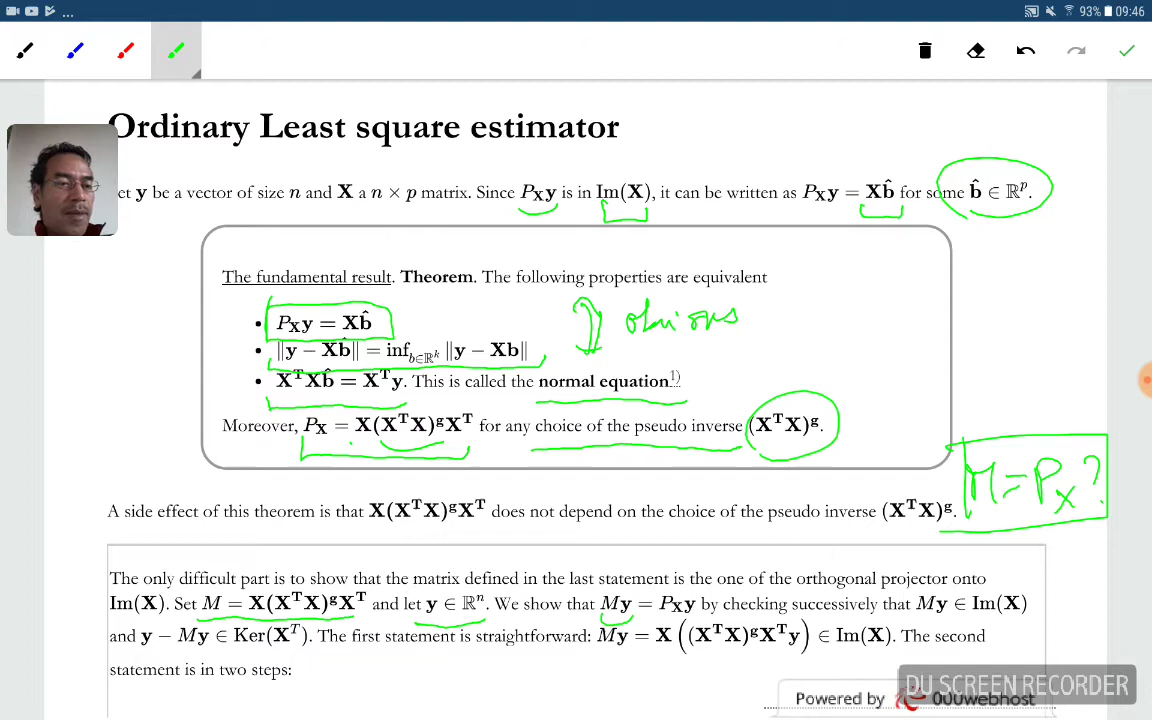 ... 93% 09:46
Ordinary Least square estimator
et y be a vector of size n and X a n × p matrix. Since P_X y is in Im(X), it can be written as P_X y = Xb̂ for some b̂ ∈ ℝ^p.
The fundamental result. Theorem. The following properties are equivalent
• P_X y = Xb̂
obvious
• ‖y − Xb̂‖ = inf_{b∈ℝ^k} ‖y − Xb‖
• X^T Xb̂ = X^T y. This is called the normal equation^1)
Moreover, P_X = X(X^T X)^g X^T for any choice of the pseudo inverse (X^T X)^g.
M = P_X ?
A side effect of this theorem is that X(X^T X)^g X^T does not depend on the choice of the pseudo inverse (X^T X)^g.
The only difficult part is to show that the matrix defined in the last statement is the one of the orthogonal projector onto
Im(X). Set M = X(X^T X)^g X^T and let y ∈ ℝ^n. We show that My = P_X y by checking successively that My ∈ Im(X)
and y − My ∈ Ker(X^T). The first statement is straightforward: My = X((X^T X)^g X^T y) ∈ Im(X). The second
statement is in two steps:
DU SCREEN RECORDER
Powered by 000webhost